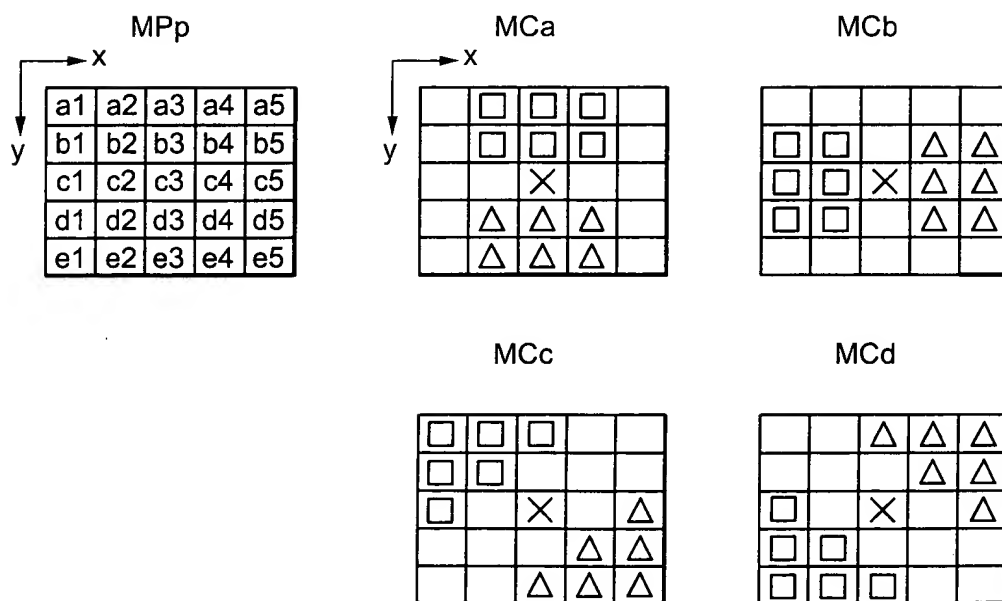 MPp
x
y
a1 a2 a3 a4 a5
b1 b2 b3 b4 b5
c1 c2 c3 c4 c5
d1 d2 d3 d4 d5
e1 e2 e3 e4 e5
MCa
x
y
MCb
MCc
MCd